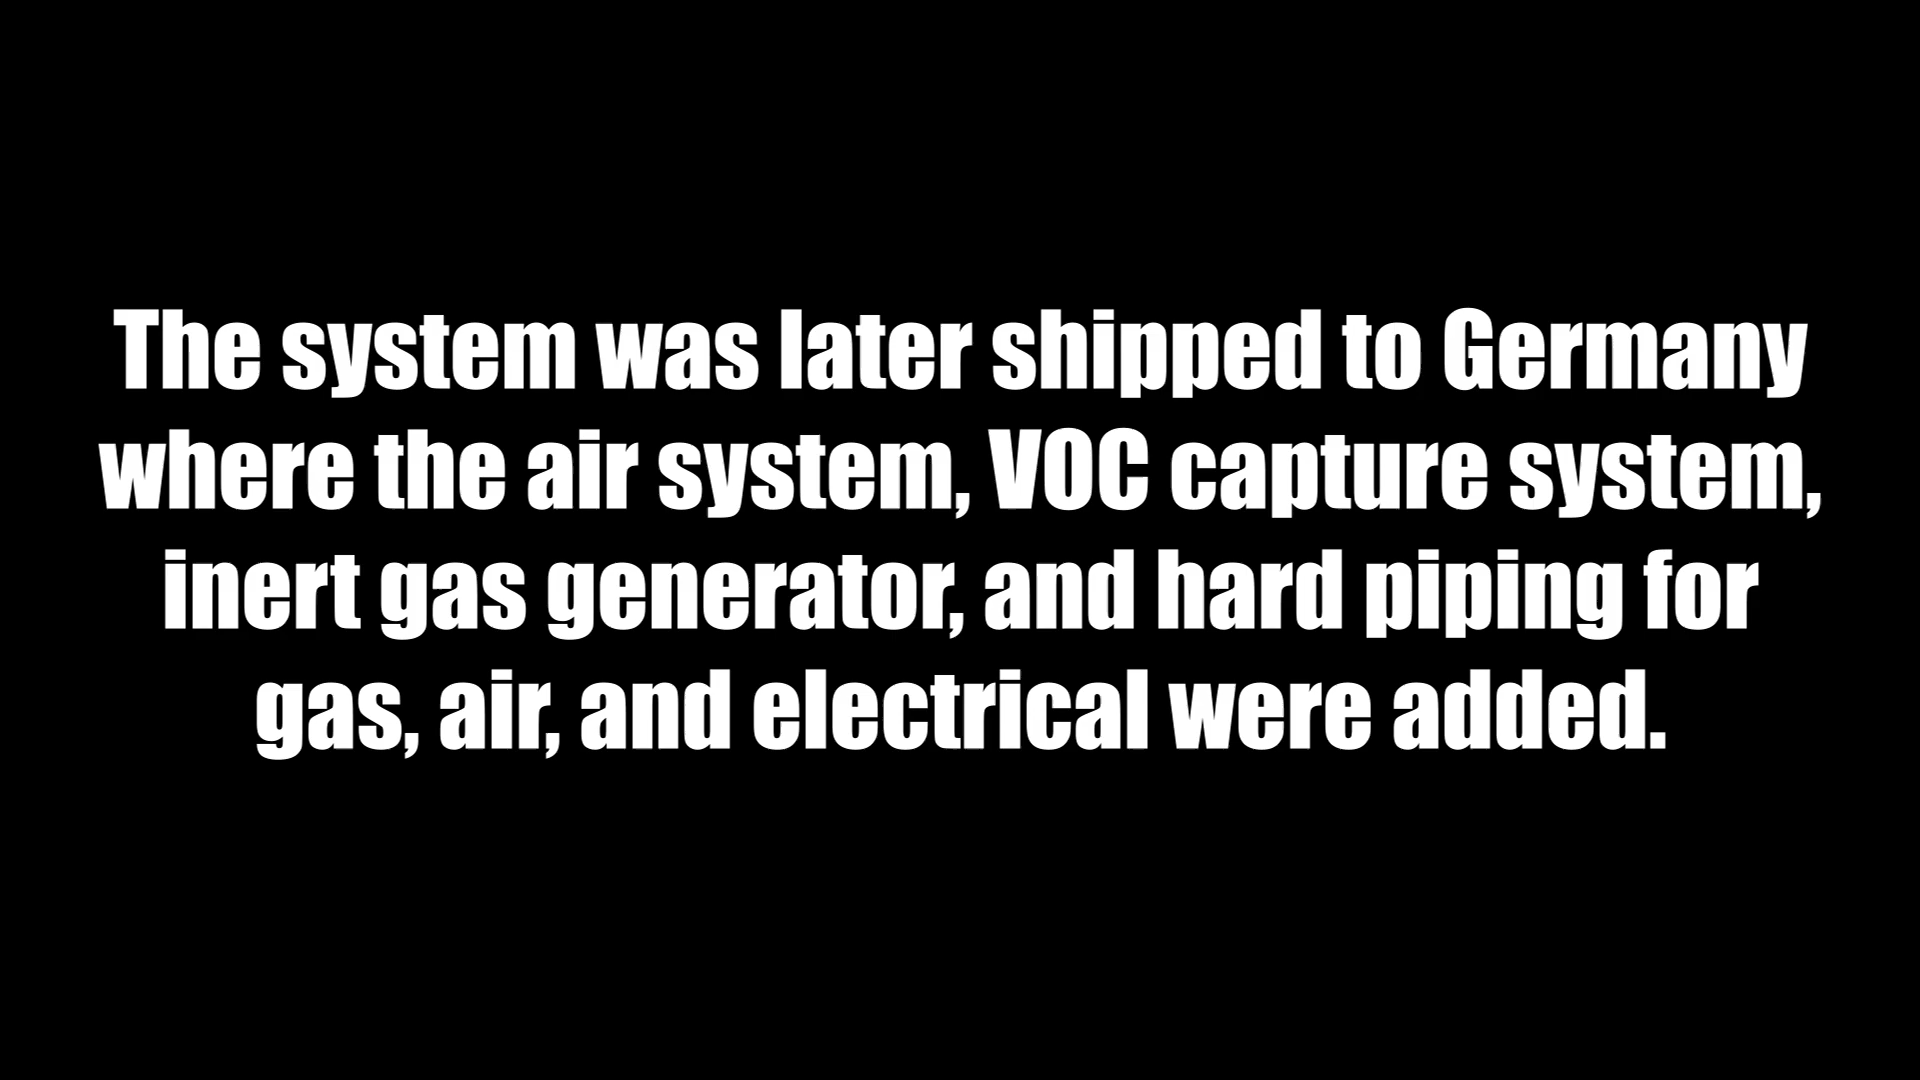 The system was later shipped to Germany
where the air system, VOC capture system,
inert gas generator, and hard piping for
gas, air, and electrical were added.